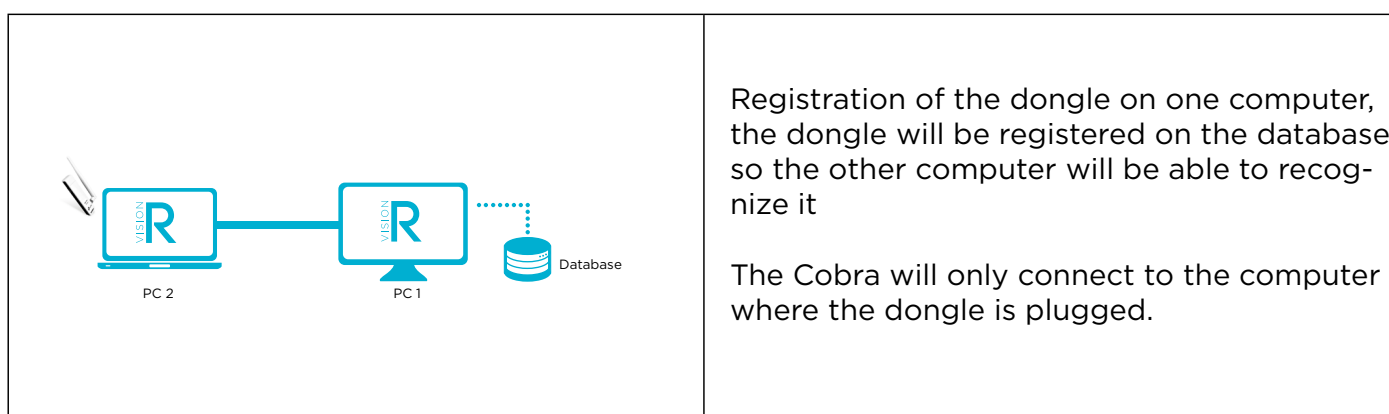 VISION R
VISION R
Database
PC 2
PC 1
Registration of the dongle on one computer,
the dongle will be registered on the database
so the other computer will be able to recog-
nize it
The Cobra will only connect to the computer
where the dongle is plugged.